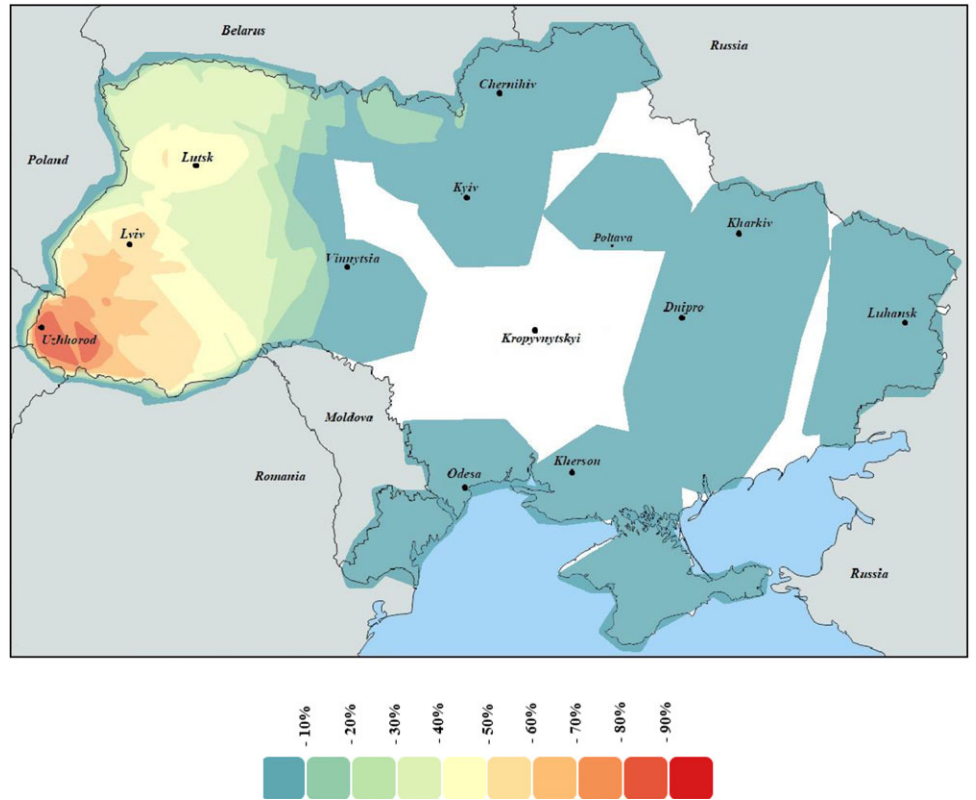 Belarus
Russia
Chernihiv
Poland
Lutsk
Kyiv
Lviv
Kharkiv
Poltava
Vinnytsia
Dnipro
Luhansk
Uzhhorod
Kropyvnytskyi
Moldova
Romania
Odesa
Kherson
Russia
- 10%
- 20%
- 30%
- 40%
- 50%
- 60%
- 70%
- 80%
- 90%